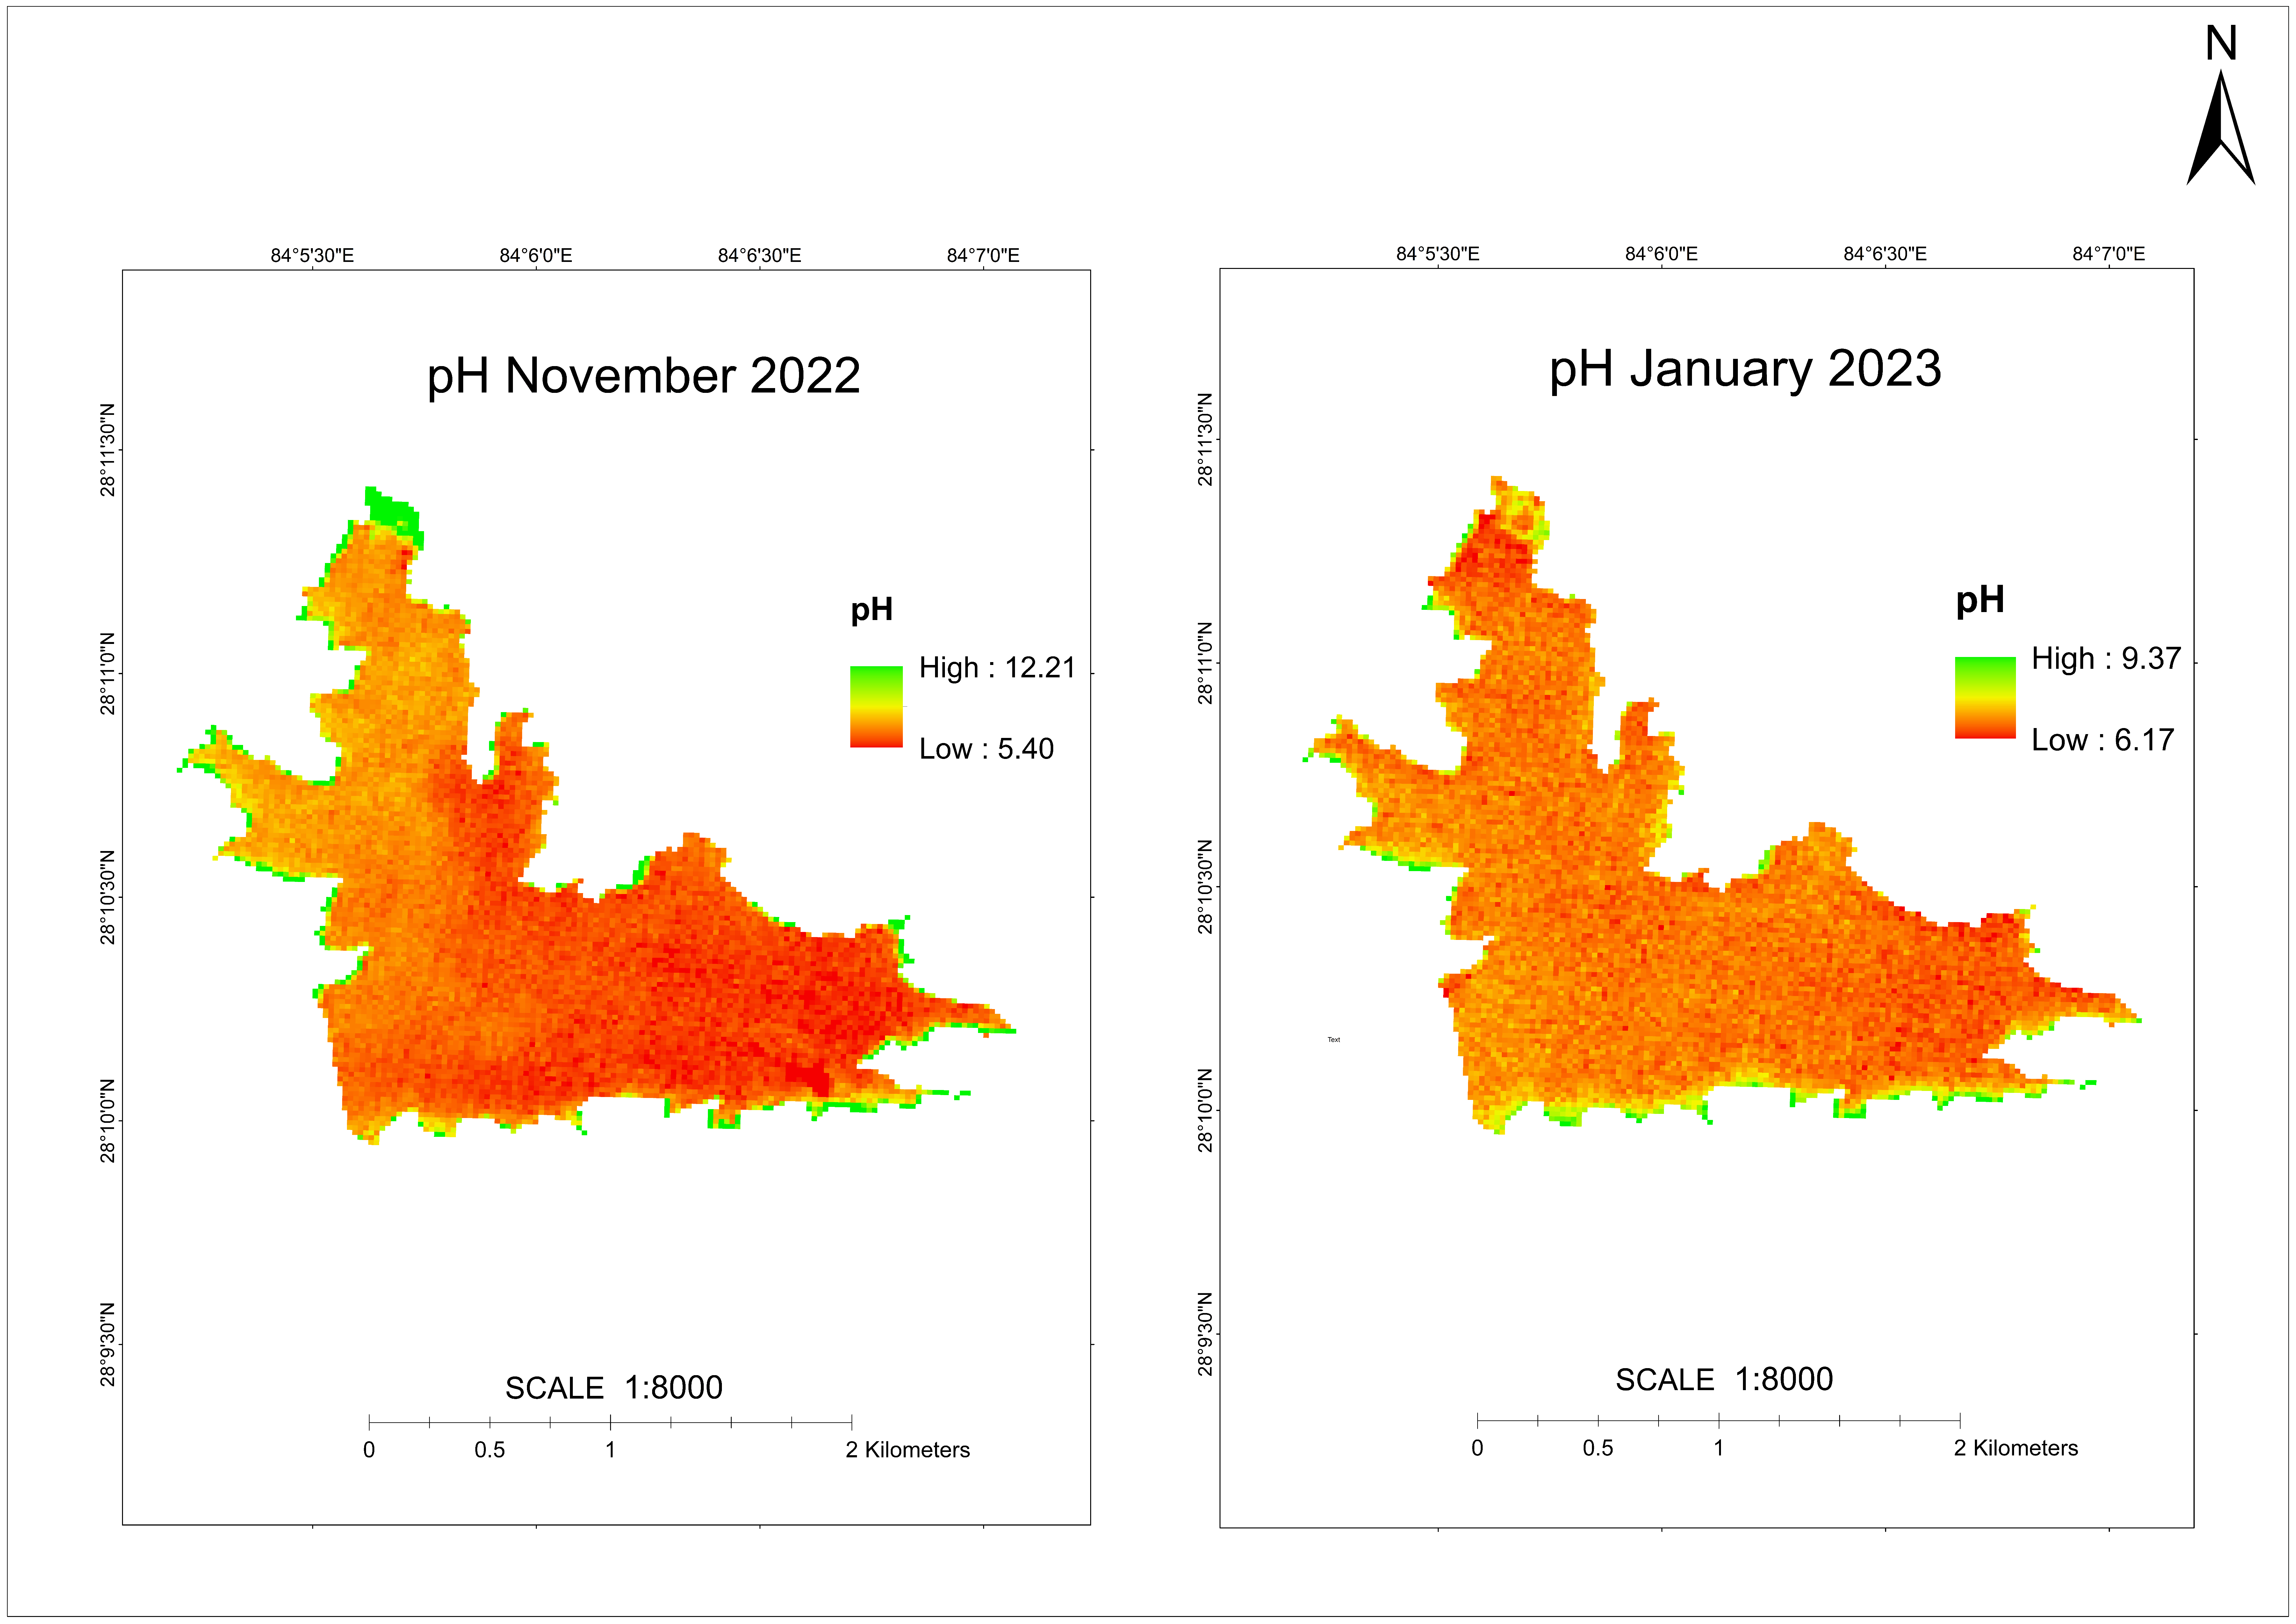 N
84°5'30"E 84°6'0"E 84°6'30"E 84°7'0"E
pH November 2022
28°11'30"N
28°11'0"N
28°10'30"N
28°10'0"N
28°9'30"N
pH
High : 12.21
Low : 5.40
SCALE 1:8000
0 0.5 1 2 Kilometers
84°5'30"E 84°6'0"E 84°6'30"E 84°7'0"E
pH January 2023
28°11'30"N
28°11'0"N
28°10'30"N
28°10'0"N
28°9'30"N
pH
High : 9.37
Low : 6.17
Text
SCALE 1:8000
0 0.5 1 2 Kilometers